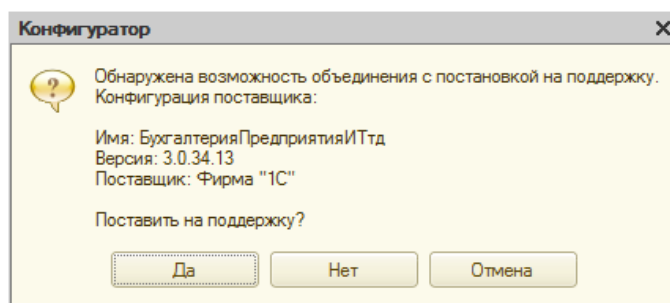 Конфигуратор
Обнаружена возможность объединения с постановкой на поддержку.
Конфигурация поставщика:
Имя: БухгалтерияПредприятияИТтд
Версия: 3.0.34.13
Поставщик: Фирма "1С"
Поставить на поддержку?
Да Нет Отмена